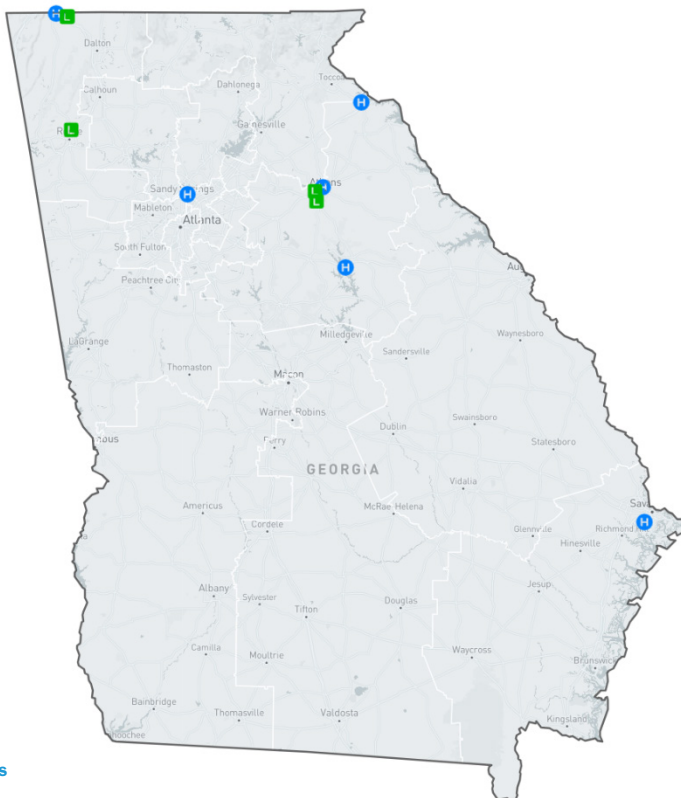 H
L
Dalton
Toccoa
Calhoun
Dahlonega
H
Gainesville
L
Athens
Sandy Springs
H
L
H
Mableton
L
Atlanta
South Fulton
H
Peachtree City
Milledgeville
Waynesboro
LaGrange
Sandersville
Thomaston
Macon
Warner Robins
Swainsboro
Dublin
Statesboro
Perry
GEORGIA
Vidalia
Americus
McRae Helena
Sava
Cordele
H
Glennville
Richmond Hill
Hinesville
Albany
Sylvester
Jesup
Tifton
Douglas
Camilla
Moultrie
Waycross
Brunswick
Bainbridge
Thomasville
Valdosta
Kingsland
hoochee
s